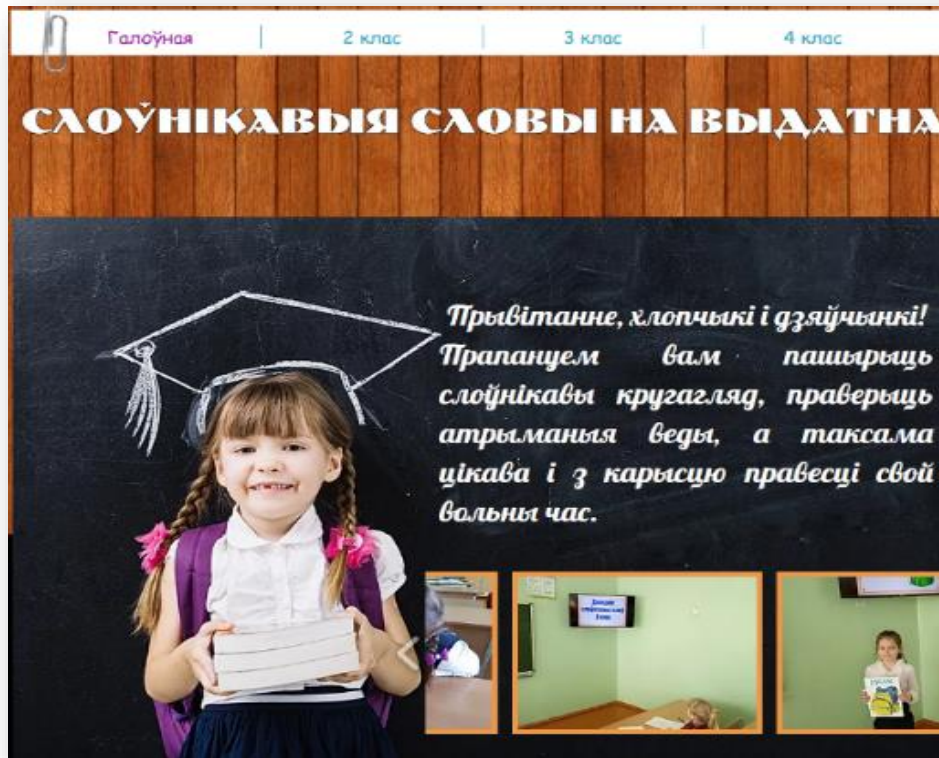 Галоўная
2 клас
3 клас
4 клас
СЛОЎНІКАВЫЯ СЛОВЫ НА ВЫДАТНА
Прывітанне, хлопчыкі і дзяўчынкі!
Прапануем вам пашырыць
слоўнікавы кругагляд, праверыць
атрыманыя веды, а таксама
цікава і з карысцю правесці свой
вольны час.